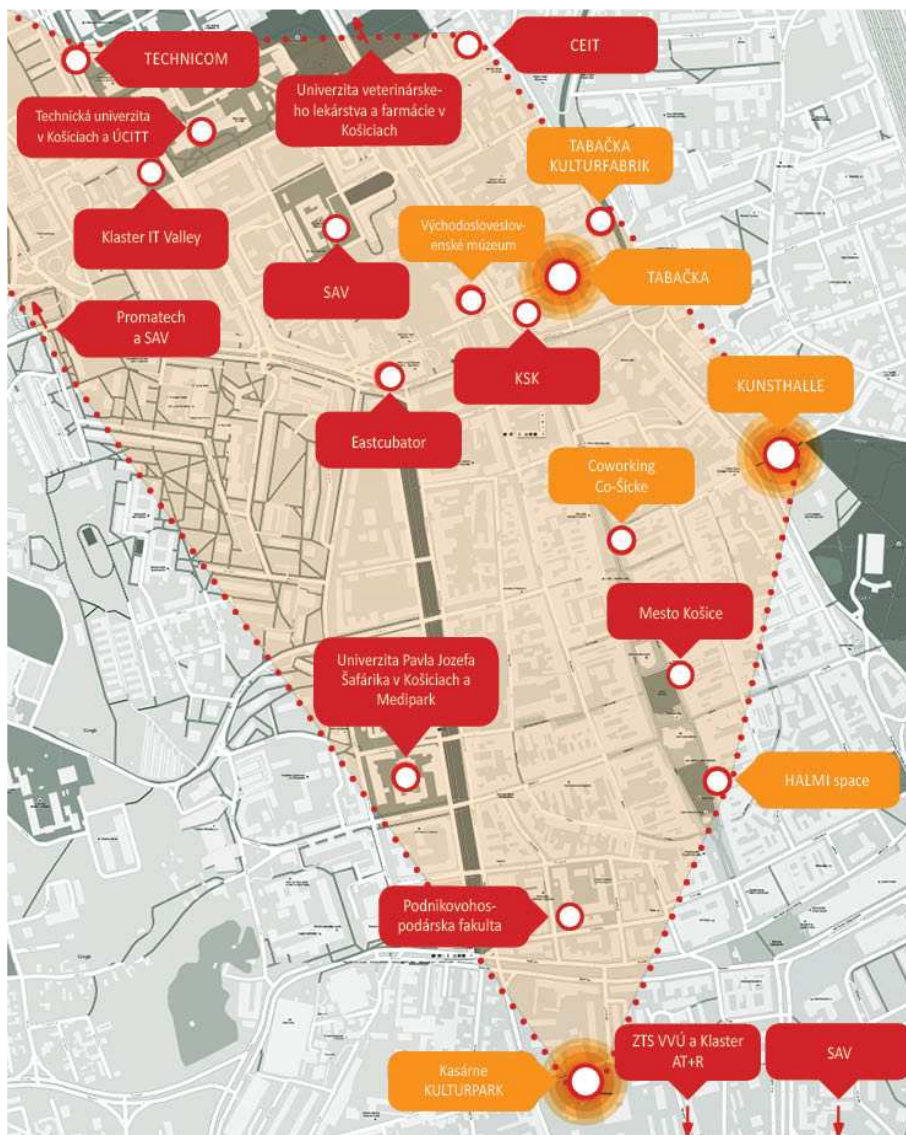 TECHNICOM
CEIT
Univerzita veterinárske-
ho lekárstva a farmácie v
Košiciach
Technická univerzita
v Košiciach a ÚCITT
TABAČKA
KULTURFABRIK
Klaster IT Valley
Východosloveslov-
enské múzeum
SAV
TABAČKA
Promatech
a SAV
KSK
KUNSTHALLE
Eastcubator
Coworking
Co-Šicke
Mesto Košice
Univerzita Pavla Jozefa
Šafárika v Košiciach a
Medipark
HALMI space
Podnikovohos-
podárska fakulta
ZTS VVÚ a Klaster
AT+R
SAV
Kasárne
KULTURPARK